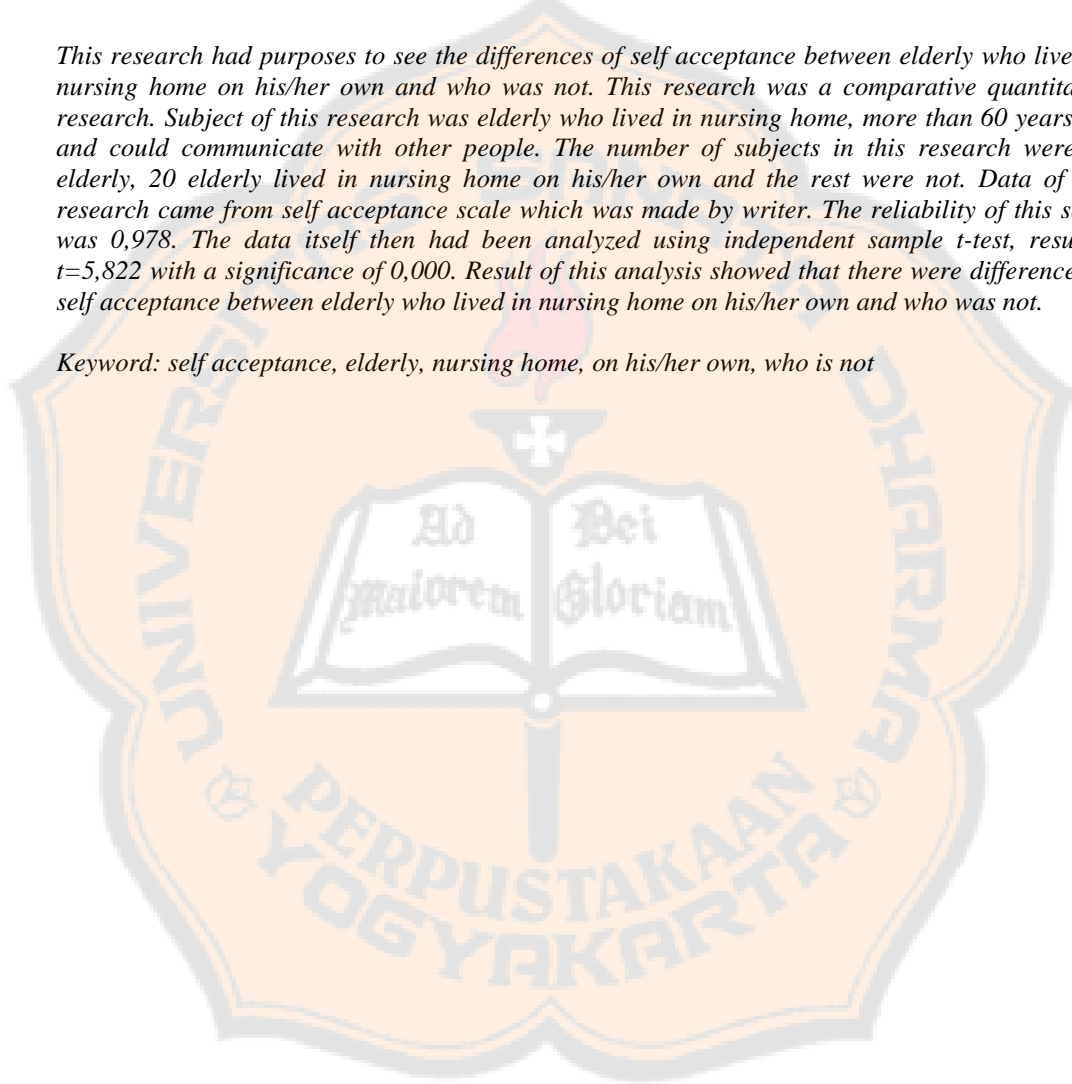 This research had purposes to see the differences of self acceptance between elderly who live
nursing home on his/her own and who was not. This research was a comparative quantita
research. Subject of this research was elderly who lived in nursing home, more than 60 years
and could communicate with other people. The number of subjects in this research were
elderly, 20 elderly lived in nursing home on his/her own and the rest were not. Data of
research came from self acceptance scale which was made by writer. The reliability of this s
was 0,978. The data itself then had been analyzed using independent sample t-test, resu
t=5,822 with a significance of 0,000. Result of this analysis showed that there were difference
self acceptance between elderly who lived in nursing home on his/her own and who was not.
Keyword: self acceptance, elderly, nursing home, on his/her own, who is not
UNIVERSITAS SANATA DHARMA
Ad Dei
Maiorem Gloriam
PERPUSTAKAAN
YOGYAKARTA